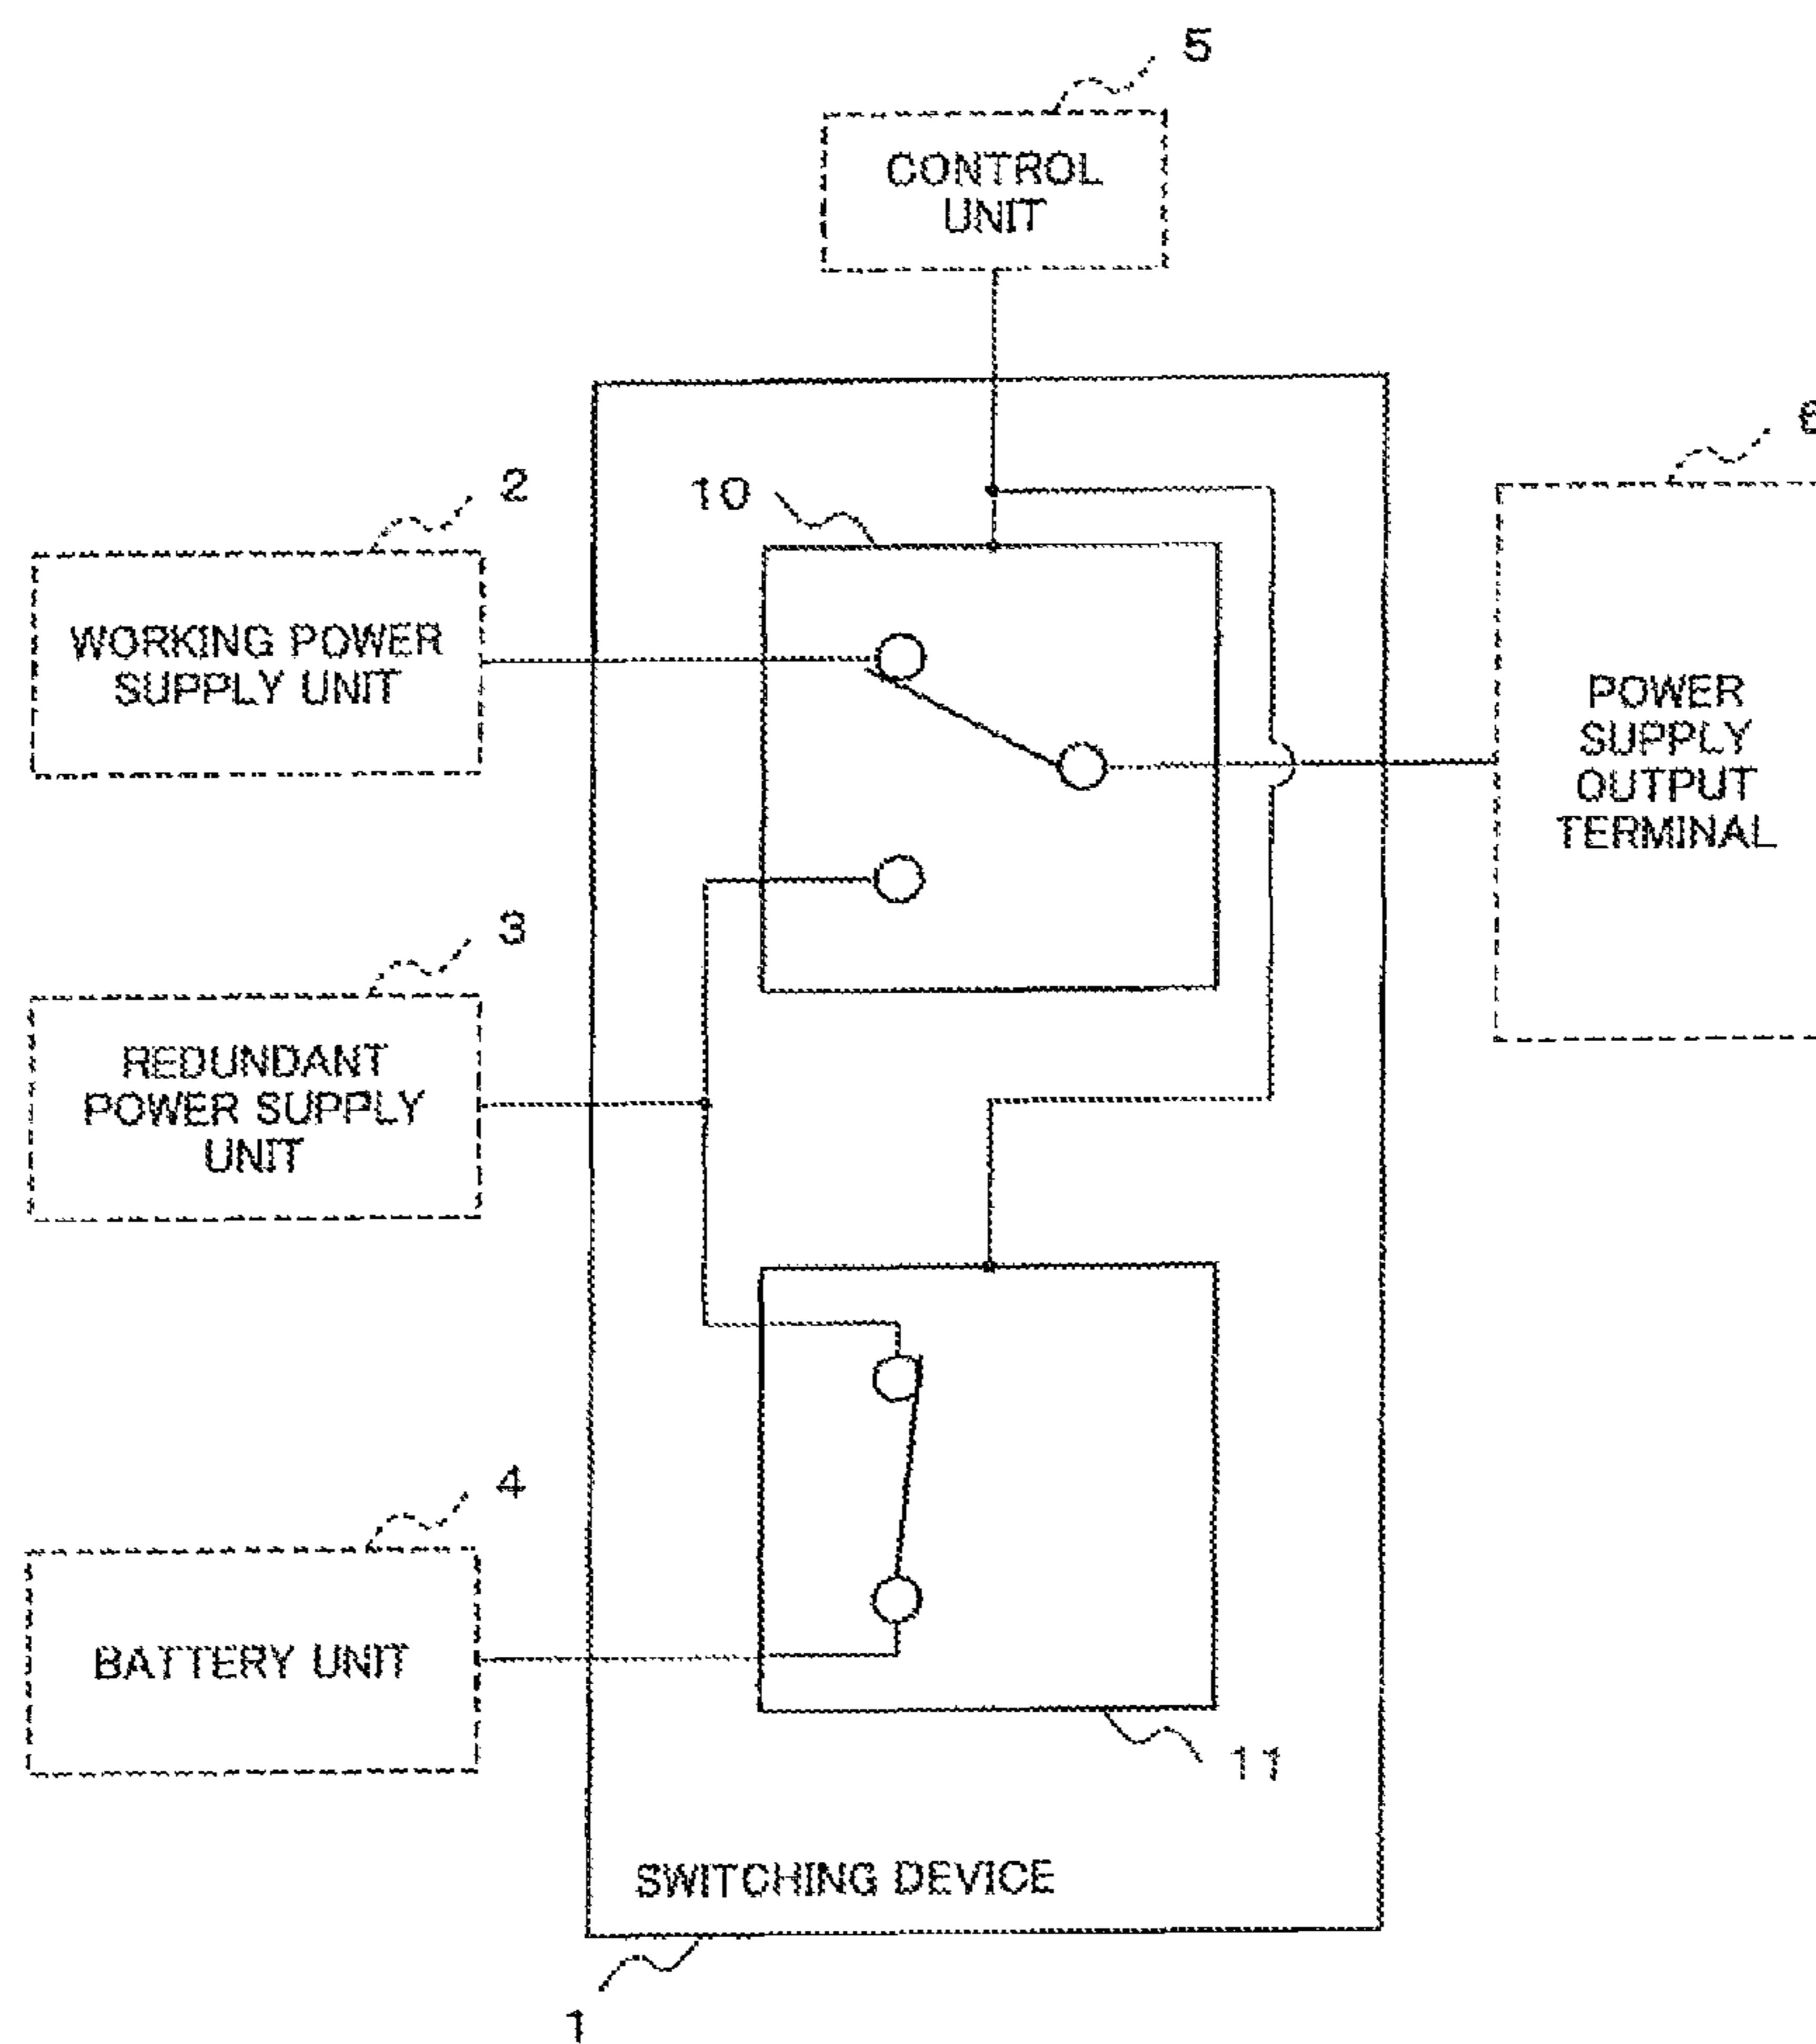 5
CONTROL
UNIT
6
2
10
WORKING POWER
SUPPLY UNIT
POWER
SUPPLY
OUTPUT
TERMINAL
3
REDUNDANT
POWER SUPPLY
UNIT
4
BATTERY UNIT
11
SWITCHING DEVICE
1